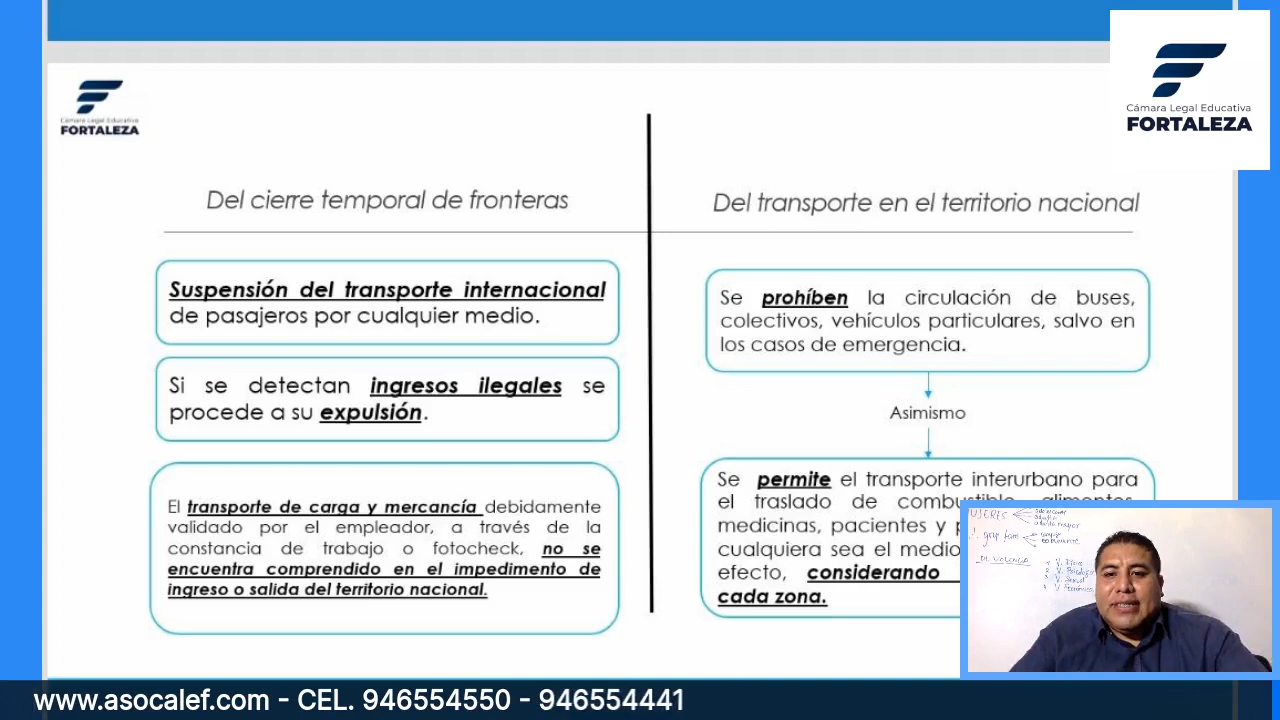 Cámara Legal Educativa
FORTALEZA
Cámara Legal Educativa
FORTALEZA
Del cierre temporal de fronteras
Suspensión del transporte internacional
de pasajeros por cualquier medio.
Si se detectan ingresos ilegales se
procede a su expulsión.
El transporte de carga y mercancía debidamente
validado por el empleador, a través de la
constancia de trabajo o fotocheck, no se
encuentra comprendido en el impedimento de
ingreso o salida del territorio nacional.
Del transporte en el territorio nacional
Se prohíben la circulación de buses,
colectivos, vehículos particulares, salvo en
los casos de emergencia.
Asimismo
Se permite el transporte interurbano para
el traslado de combustible, alimentos,
medicinas, pacientes y
cualquiera sea el medio
efecto, considerando
cada zona.
V. Física
V. Sexual
www.asocalef.com - CEL. 946554550 - 946554441